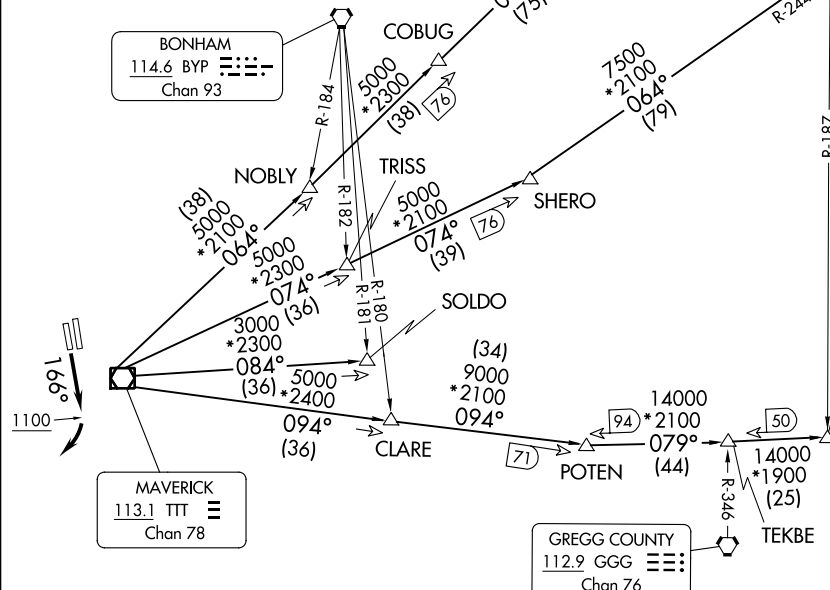 (75)
R-244
COBUG
BONHAM
114.6 BYP
Chan 93
5000
*2300
(38)
76
7500
*2100
064°
(79)
R-184
R-187
NOBLY
TRISS
R-182
(38)
5000
*2100
064°
5000
*2100
074°
(39)
76
SHERO
5000
*2300
074°
(36)
R-181
R-180
SOLDO
3000
*2300
084°
(36)
166°
1100
5000
*2400
094°
(36)
CLARE
(34)
9000
*2100
094°
71
POTEN
94
14000
*2100
079°
(44)
50
14000
*1900
(25)
TEKBE
R-346
MAVERICK
113.1 TTT
Chan 78
GREGG COUNTY
112.9 GGG
Chan 76